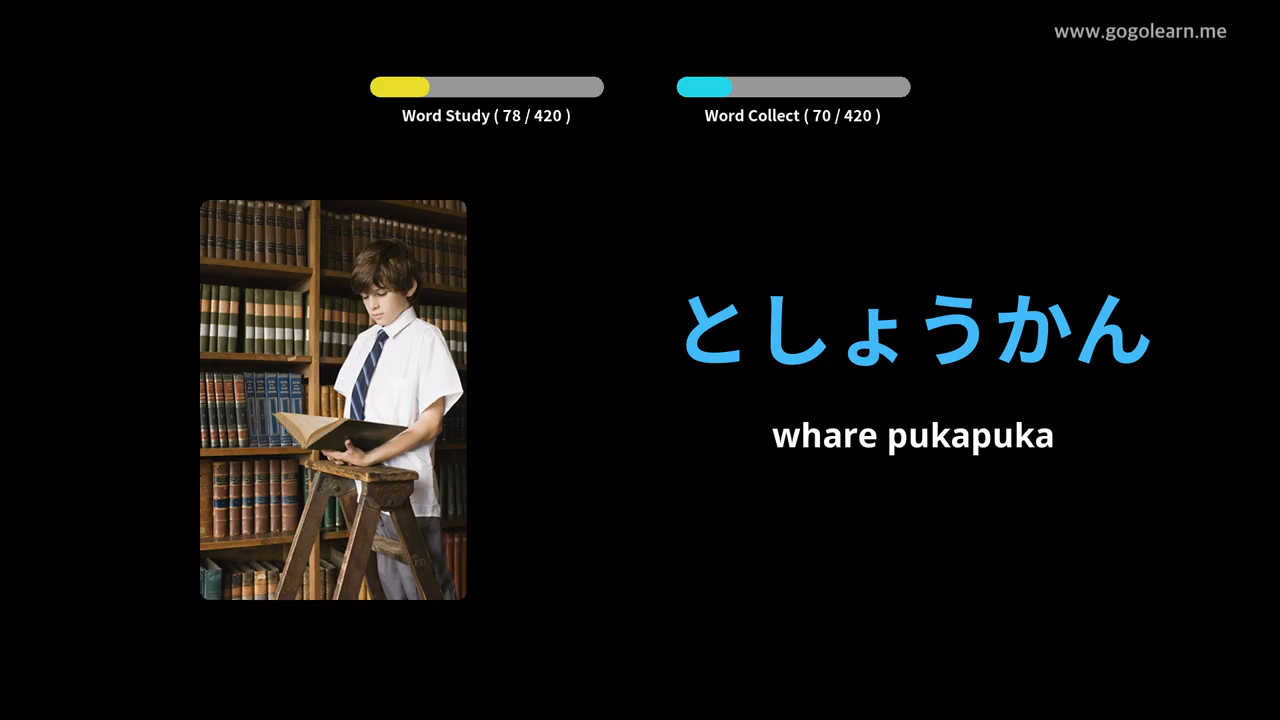 www.gogolearn.me
Word Study ( 78 / 420 )
Word Collect ( 70 / 420 )
としょうかん
whare pukapuka